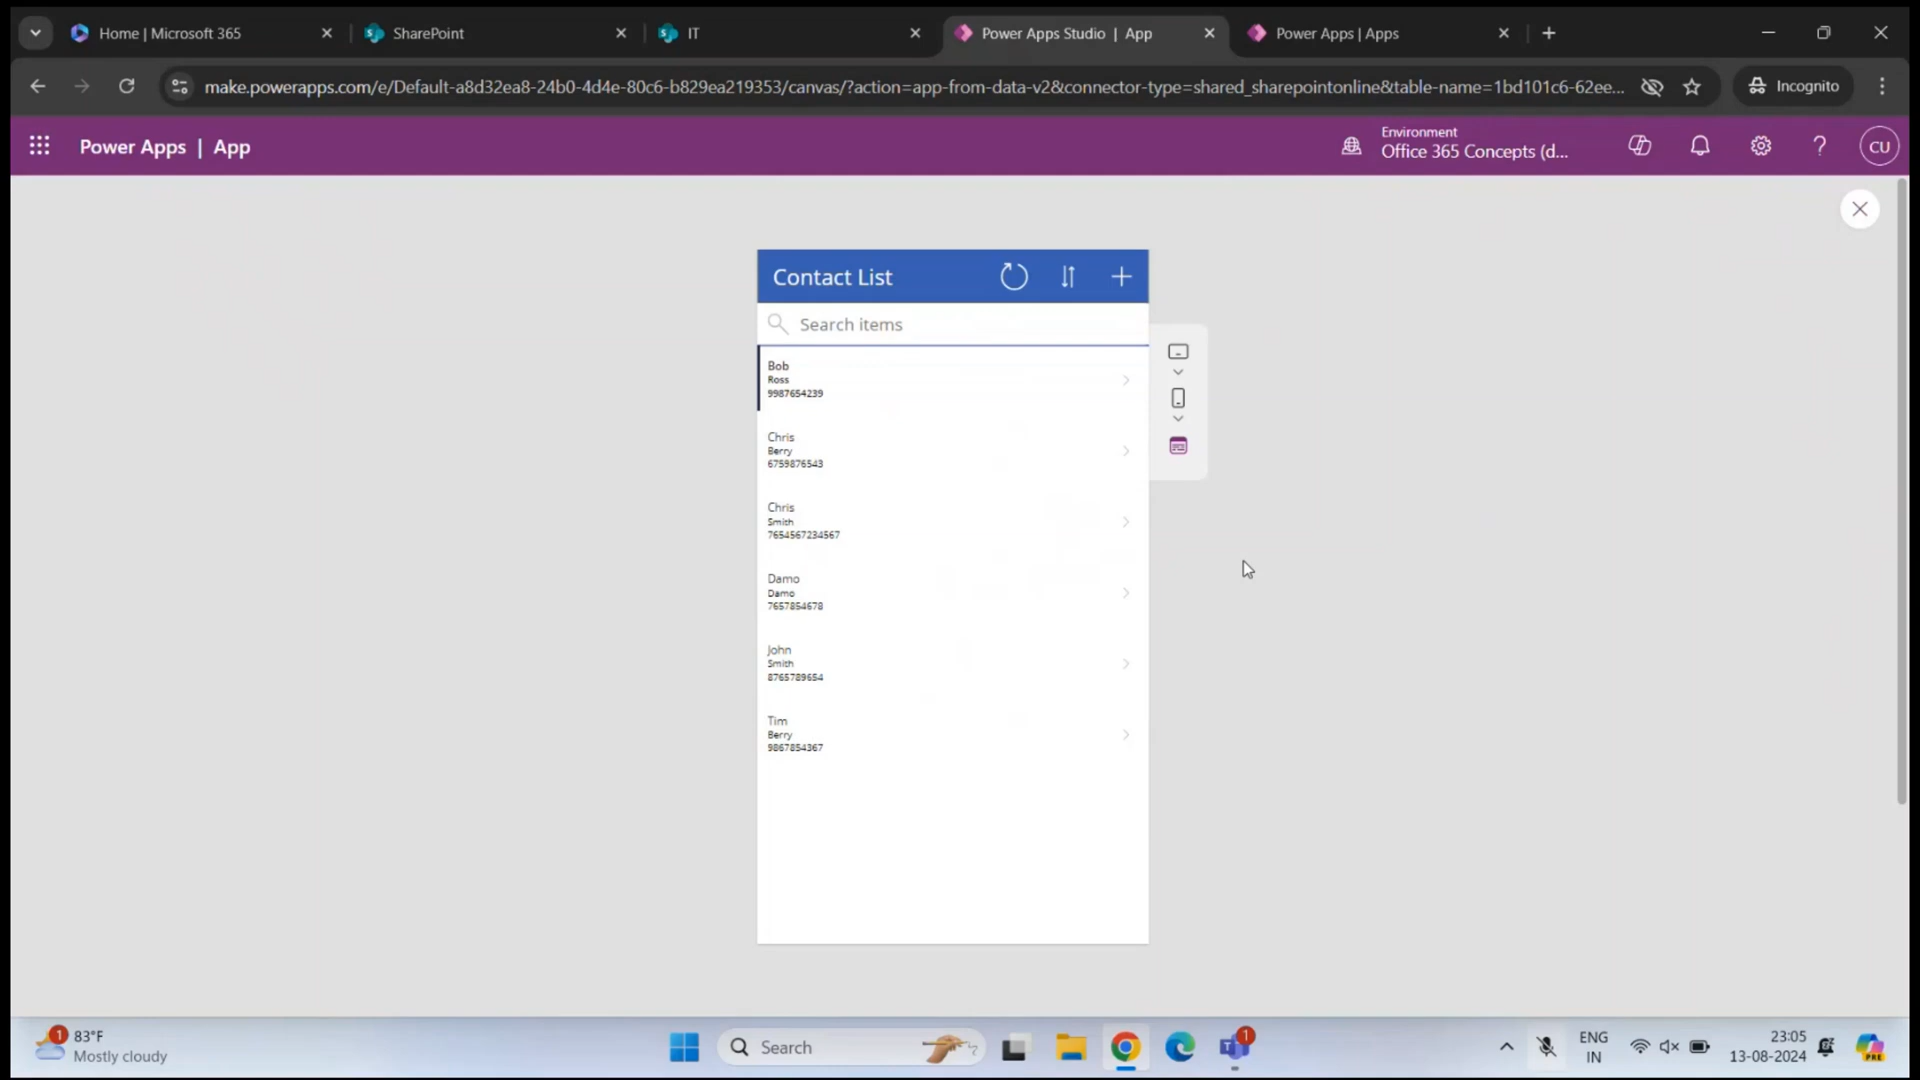 Home | Microsoft 365
SharePoint
IT
Power Apps Studio | App
Power Apps | Apps
make.powerapps.com/e/Default-a8d32ea8-24b0-4d4e-80c6-b829ea219353/canvas/?action=app-from-data-v2&connector-type=shared_sharepointonline&table-name=1bd101c6-62ee...
Incognito
Power Apps | App
Environment
Office 365 Concepts (d...
CU
Contact List
Search items
Bob
Ross
9987654239
Chris
Berry
6759876543
Chris
Smith
7654567234567
Damo
Damo
7657854678
John
Smith
8765789654
Tim
Berry
9867854367
1
83°F
Mostly cloudy
Search
1
ENG
IN
23:05
13-08-2024
PRE